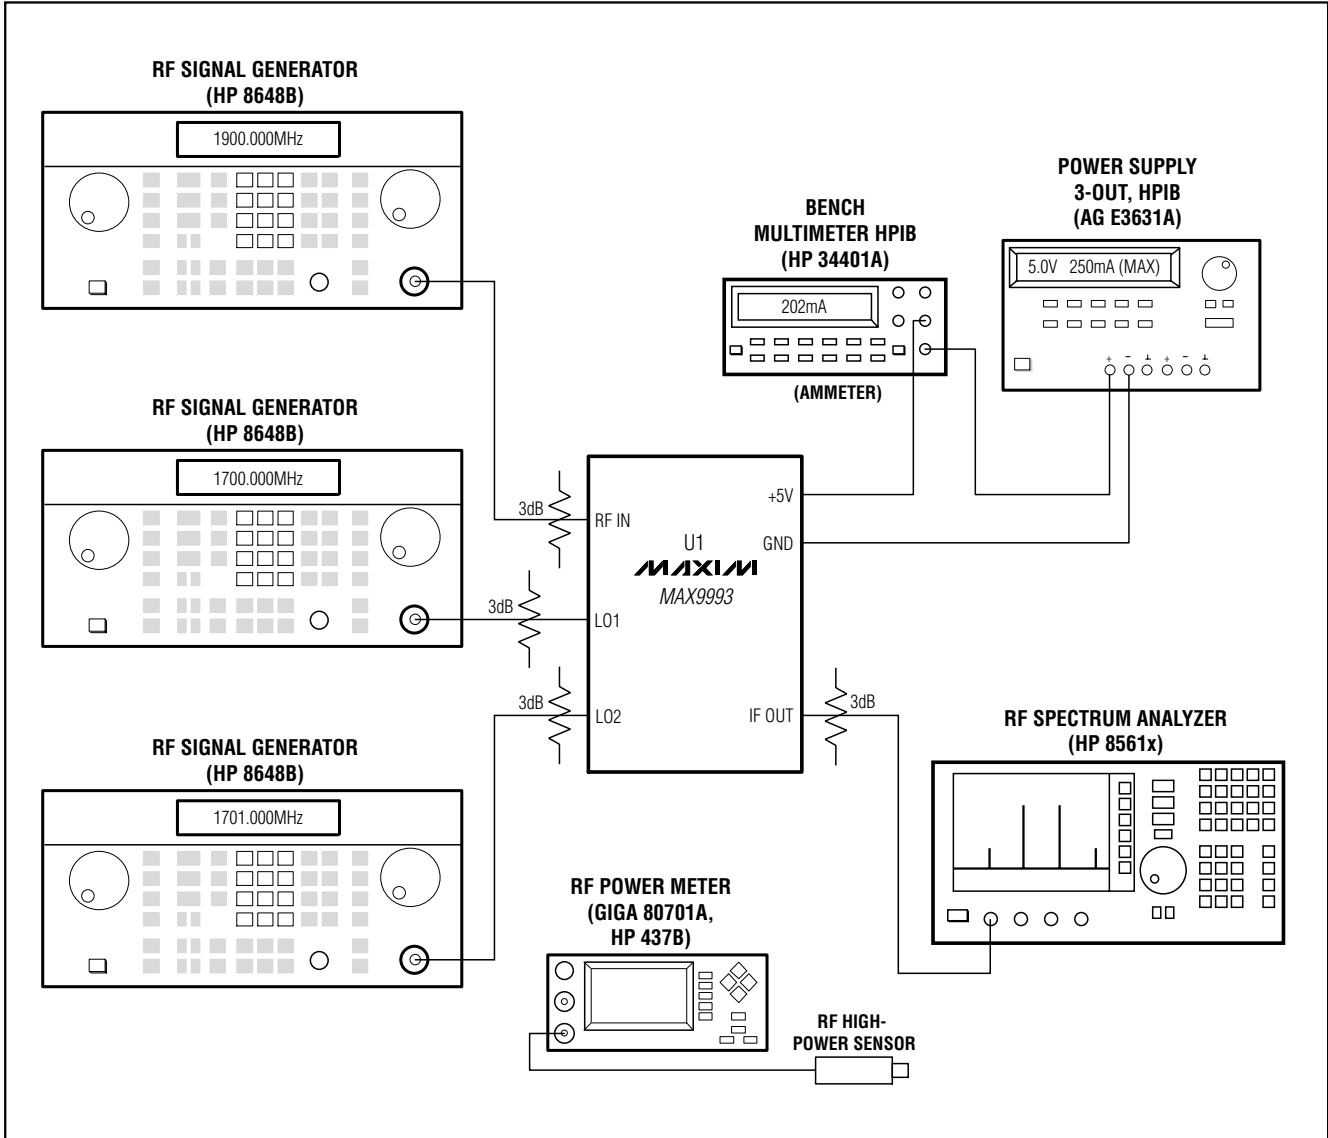 RF SIGNAL GENERATOR
(HP 8648B)
1900.000MHz
POWER SUPPLY
3-OUT, HPIB
(AG E3631A)
5.0V 250mA (MAX)
+ - ⊥ + - ⊥
BENCH
MULTIMETER HPIB
(HP 34401A)
202mA
(AMMETER)
RF SIGNAL GENERATOR
(HP 8648B)
1700.000MHz
3dB
RF IN
3dB
LO1
3dB
LO2
+5V
GND
U1
MAXIM
MAX9993
IF OUT
3dB
RF SIGNAL GENERATOR
(HP 8648B)
1701.000MHz
RF SPECTRUM ANALYZER
(HP 8561x)
RF POWER METER
(GIGA 80701A,
HP 437B)
RF HIGH-
POWER SENSOR